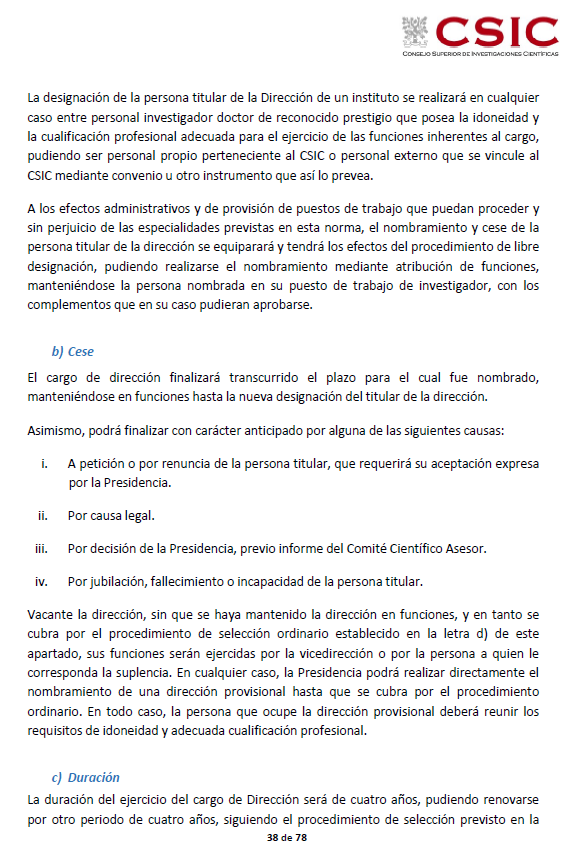 CSIC
CONSEJO SUPERIOR DE INVESTIGACIONES CIENTÍFICAS
La designación de la persona titular de la Dirección de un instituto se realizará en cualquier
caso entre personal investigador doctor de reconocido prestigio que posea la idoneidad y
la cualificación profesional adecuada para el ejercicio de las funciones inherentes al cargo,
pudiendo ser personal propio perteneciente al CSIC o personal externo que se vincule al
CSIC mediante convenio u otro instrumento que así lo prevea.
A los efectos administrativos y de provisión de puestos de trabajo que puedan proceder y
sin perjuicio de las especialidades previstas en esta norma, el nombramiento y cese de la
persona titular de la dirección se equiparará y tendrá los efectos del procedimiento de libre
designación, pudiendo realizarse el nombramiento mediante atribución de funciones,
manteniéndose la persona nombrada en su puesto de trabajo de investigador, con los
complementos que en su caso pudieran aprobarse.
b) Cese
El cargo de dirección finalizará transcurrido el plazo para el cual fue nombrado,
manteniéndose en funciones hasta la nueva designación del titular de la dirección.
Asimismo, podrá finalizar con carácter anticipado por alguna de las siguientes causas:
i. A petición o por renuncia de la persona titular, que requerirá su aceptación expresa
por la Presidencia.
ii. Por causa legal.
iii. Por decisión de la Presidencia, previo informe del Comité Científico Asesor.
iv. Por jubilación, fallecimiento o incapacidad de la persona titular.
Vacante la dirección, sin que se haya mantenido la dirección en funciones, y en tanto se
cubra por el procedimiento de selección ordinario establecido en la letra d) de este
apartado, sus funciones serán ejercidas por la vicedirección o por la persona a quien le
corresponda la suplencia. En cualquier caso, la Presidencia podrá realizar directamente el
nombramiento de una dirección provisional hasta que se cubra por el procedimiento
ordinario. En todo caso, la persona que ocupe la dirección provisional deberá reunir los
requisitos de idoneidad y adecuada cualificación profesional.
c) Duración
La duración del ejercicio del cargo de Dirección será de cuatro años, pudiendo renovarse
por otro periodo de cuatro años, siguiendo el procedimiento de selección previsto en la
38 de 78